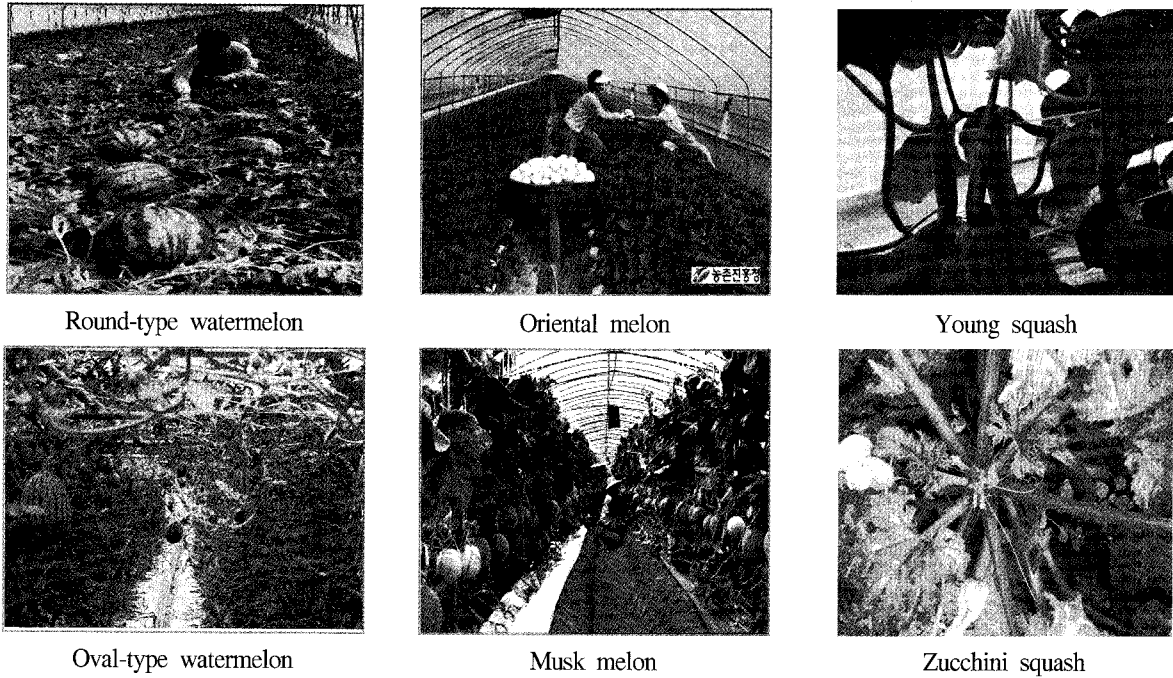 농촌진흥청
Round-type watermelon
Oriental melon
Young squash
Oval-type watermelon
Musk melon
Zucchini squash